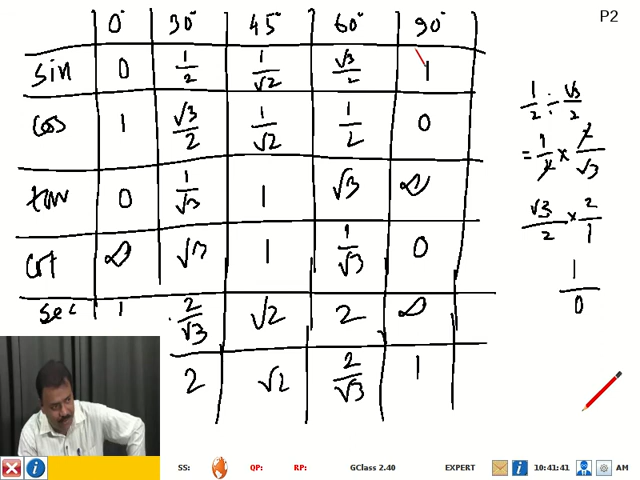 P2
0° 30° 45° 60° 90°
sin 0 1/2 1/√2 √3/2 1
cos 1 √3/2 1/√2 1/2 0
tan 0 1/√3 1 √3 ∞
cot ∞ √3 1 1/√3 0
sec 1 2/√3 √2 2 ∞
2 √2 2/√3 1
1/2 ÷ √3/2
= 1/2 × 2/√3
√3/2 × 2/1
1/0
SS: QP: RP: GClass 2.40 EXPERT 10:41:41 AM